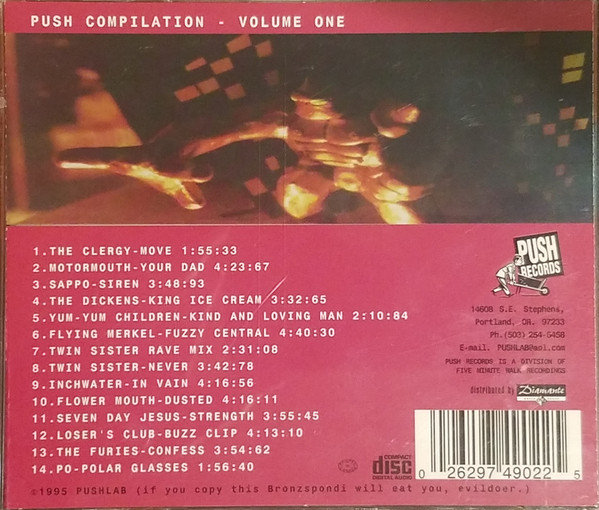 PUSH COMPILATION - VOLUME ONE
1.THE CLERGY-MOVE 1:55:33
2.MOTORMOUTH-YOUR DAD 4:23:67
3.SAPPO-SIREN 3:48:93
4.THE DICKENS-KING ICE CREAM 3:32:65
5.YUM-YUM CHILDREN-KIND AND LOVING MAN 2:10:84
6.FLYING MERKEL-FUZZY CENTRAL 4:40:30
7.TWIN SISTER RAVE MIX 2:31:08
8.TWIN SISTER-NEVER 3:42:78
9.INCHWATER-IN VAIN 4:16:56
10.FLOWER MOUTH-DUSTED 4:16:11
11.SEVEN DAY JESUS-STRENGTH 3:55:45
12.LOSER'S CLUB-BUZZ CLIP 4:13:10
13.THE FURIES-CONFESS 3:54:62
14.PO-POLAR GLASSES 1:56:40
PUSH
RECORDS
14608 S.E. Stephens,
Portland, OR. 97233
Ph.(503) 254-5458
E-mail. PUSHLAB@aol.com
PUSH RECORDS IS A DIVISION OF
FIVE MINUTE WALK RECORDINGS
distributed by Diamante
COMPACT
disc
DIGITAL AUDIO
0 26297 49022 5
©1995 PUSHLAB (if you copy this Bronzspondi will eat you, evildoer.)